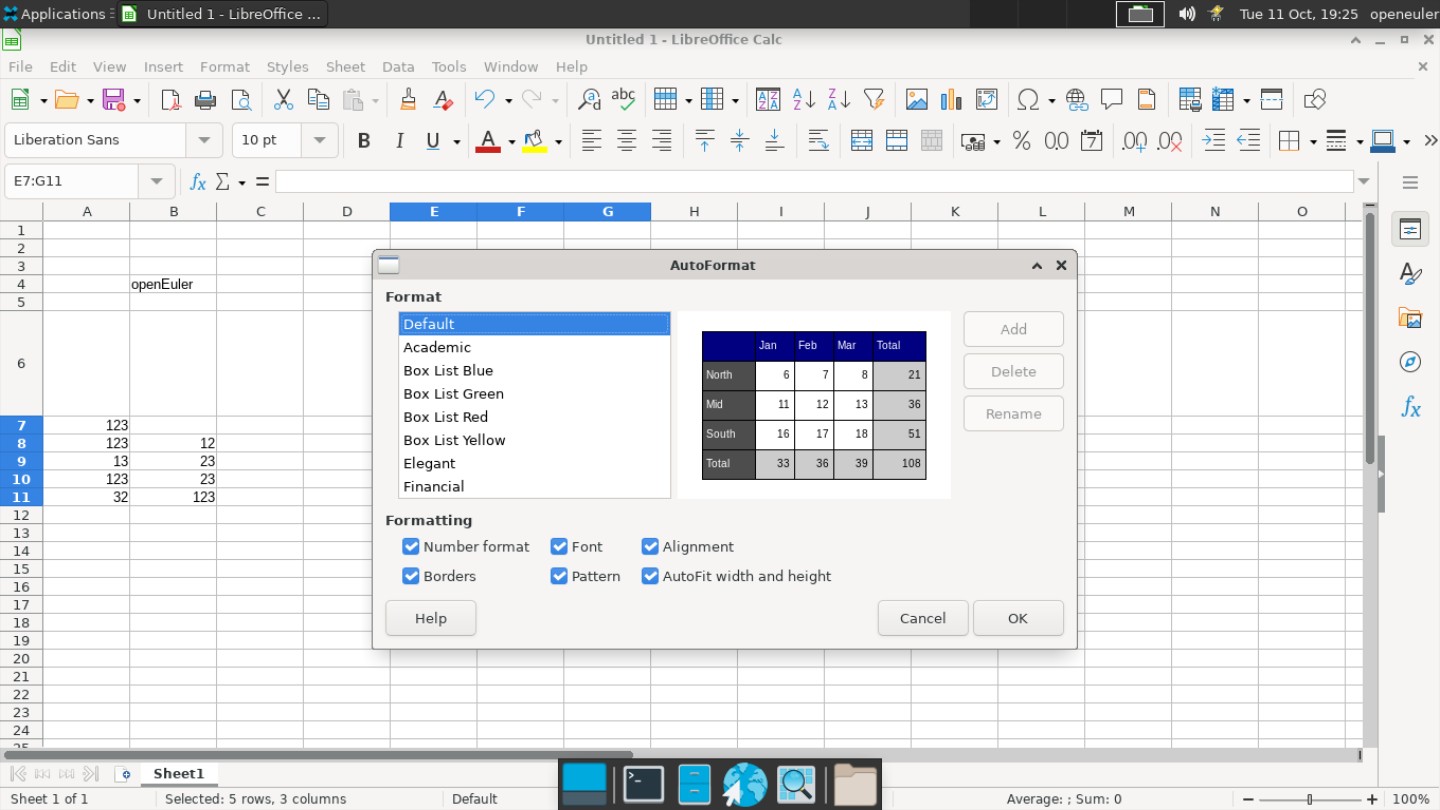 Applications
Untitled 1 - LibreOffice ...
Tue 11 Oct, 19:25
openeuler
Untitled 1 - LibreOffice Calc
File Edit View Insert Format Styles Sheet Data Tools Window Help
Liberation Sans
10 pt
E7:G11
A B C D E F G H I J K L M N O
1
2
3
4 openEuler
5
6
7 123
8 123 12
9 13 23
10 123 23
11 32 123
12
13
14
15
16
17
18
19
20
21
22
23
24
AutoFormat
Format
Default
Academic
Box List Blue
Box List Green
Box List Red
Box List Yellow
Elegant
Financial
Jan Feb Mar Total
North 6 7 8 21
Mid 11 12 13 36
South 16 17 18 51
Total 33 36 39 108
Add
Delete
Rename
Formatting
Number format Font Alignment
Borders Pattern AutoFit width and height
Help Cancel OK
Sheet1
Sheet 1 of 1 Selected: 5 rows, 3 columns Default Average: ; Sum: 0 100%